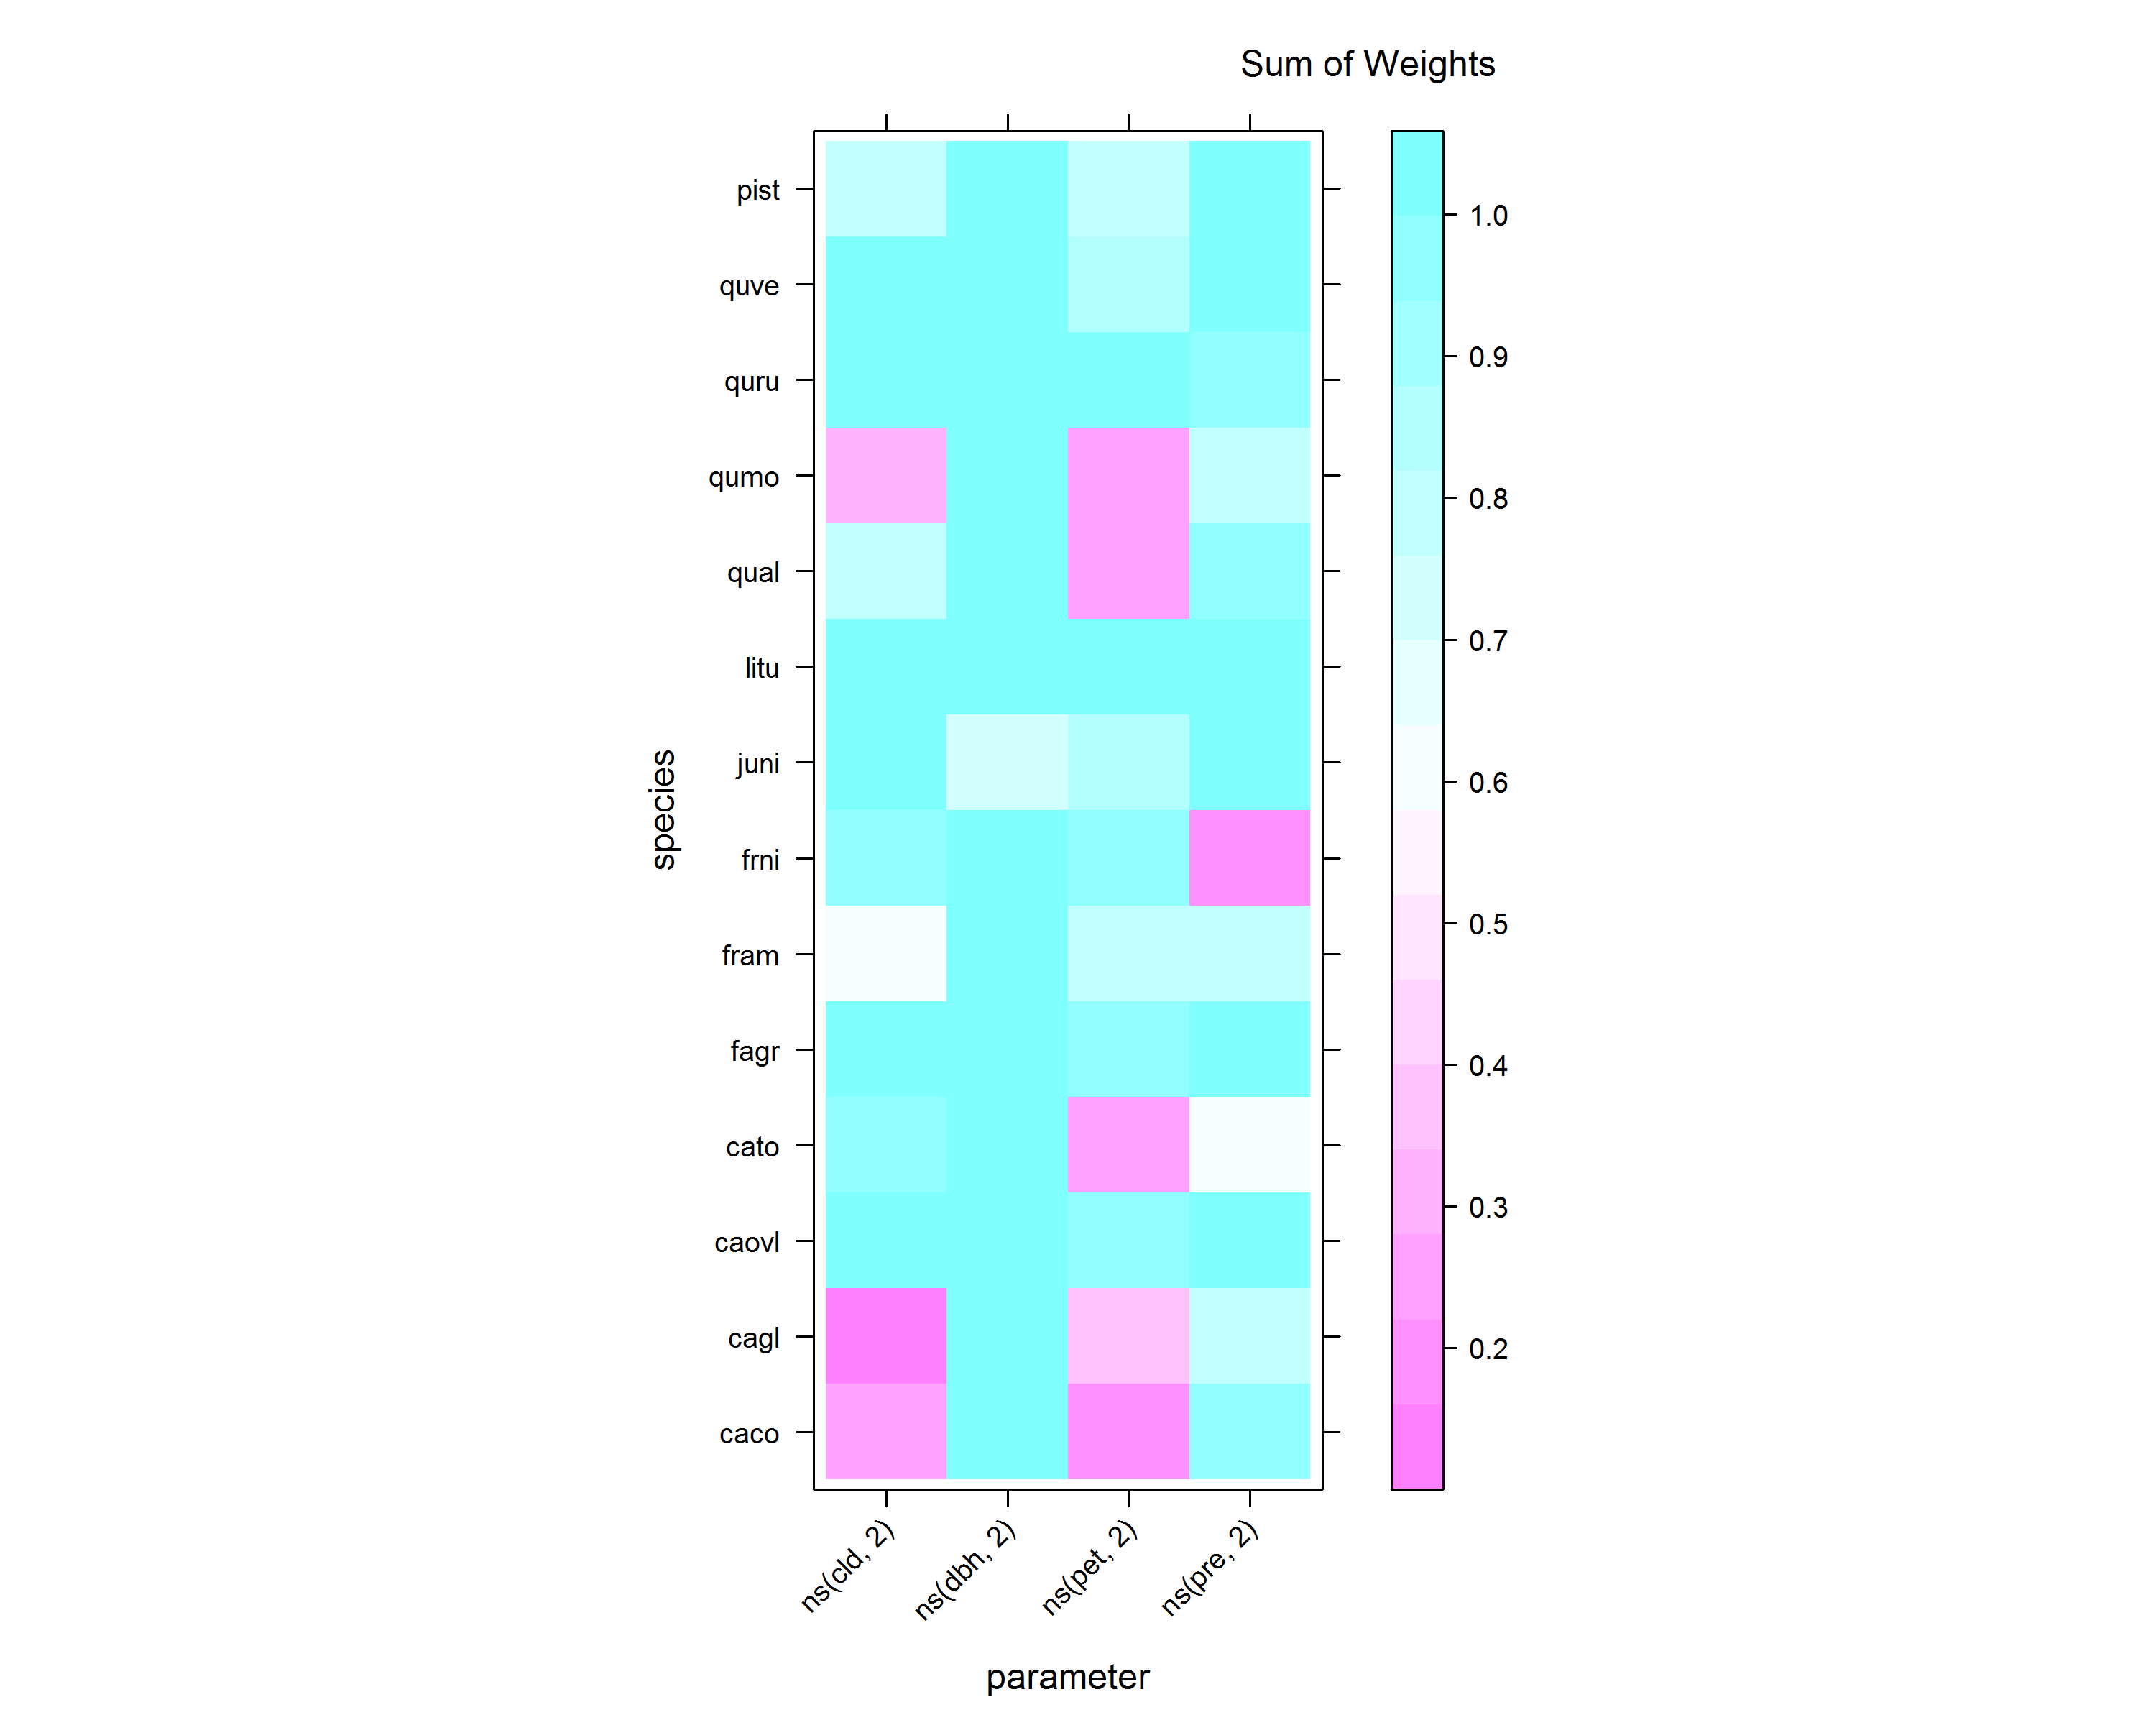 Sum of Weights
pist
quve
quru
qumo
qual
litu
juni
frni
fram
fagr
cato
caovl
cagl
caco
species
1.0
0.9
0.8
0.7
0.6
0.5
0.4
0.3
0.2
ns(cld, 2)
ns(dbh, 2)
ns(pet, 2)
ns(pre, 2)
parameter